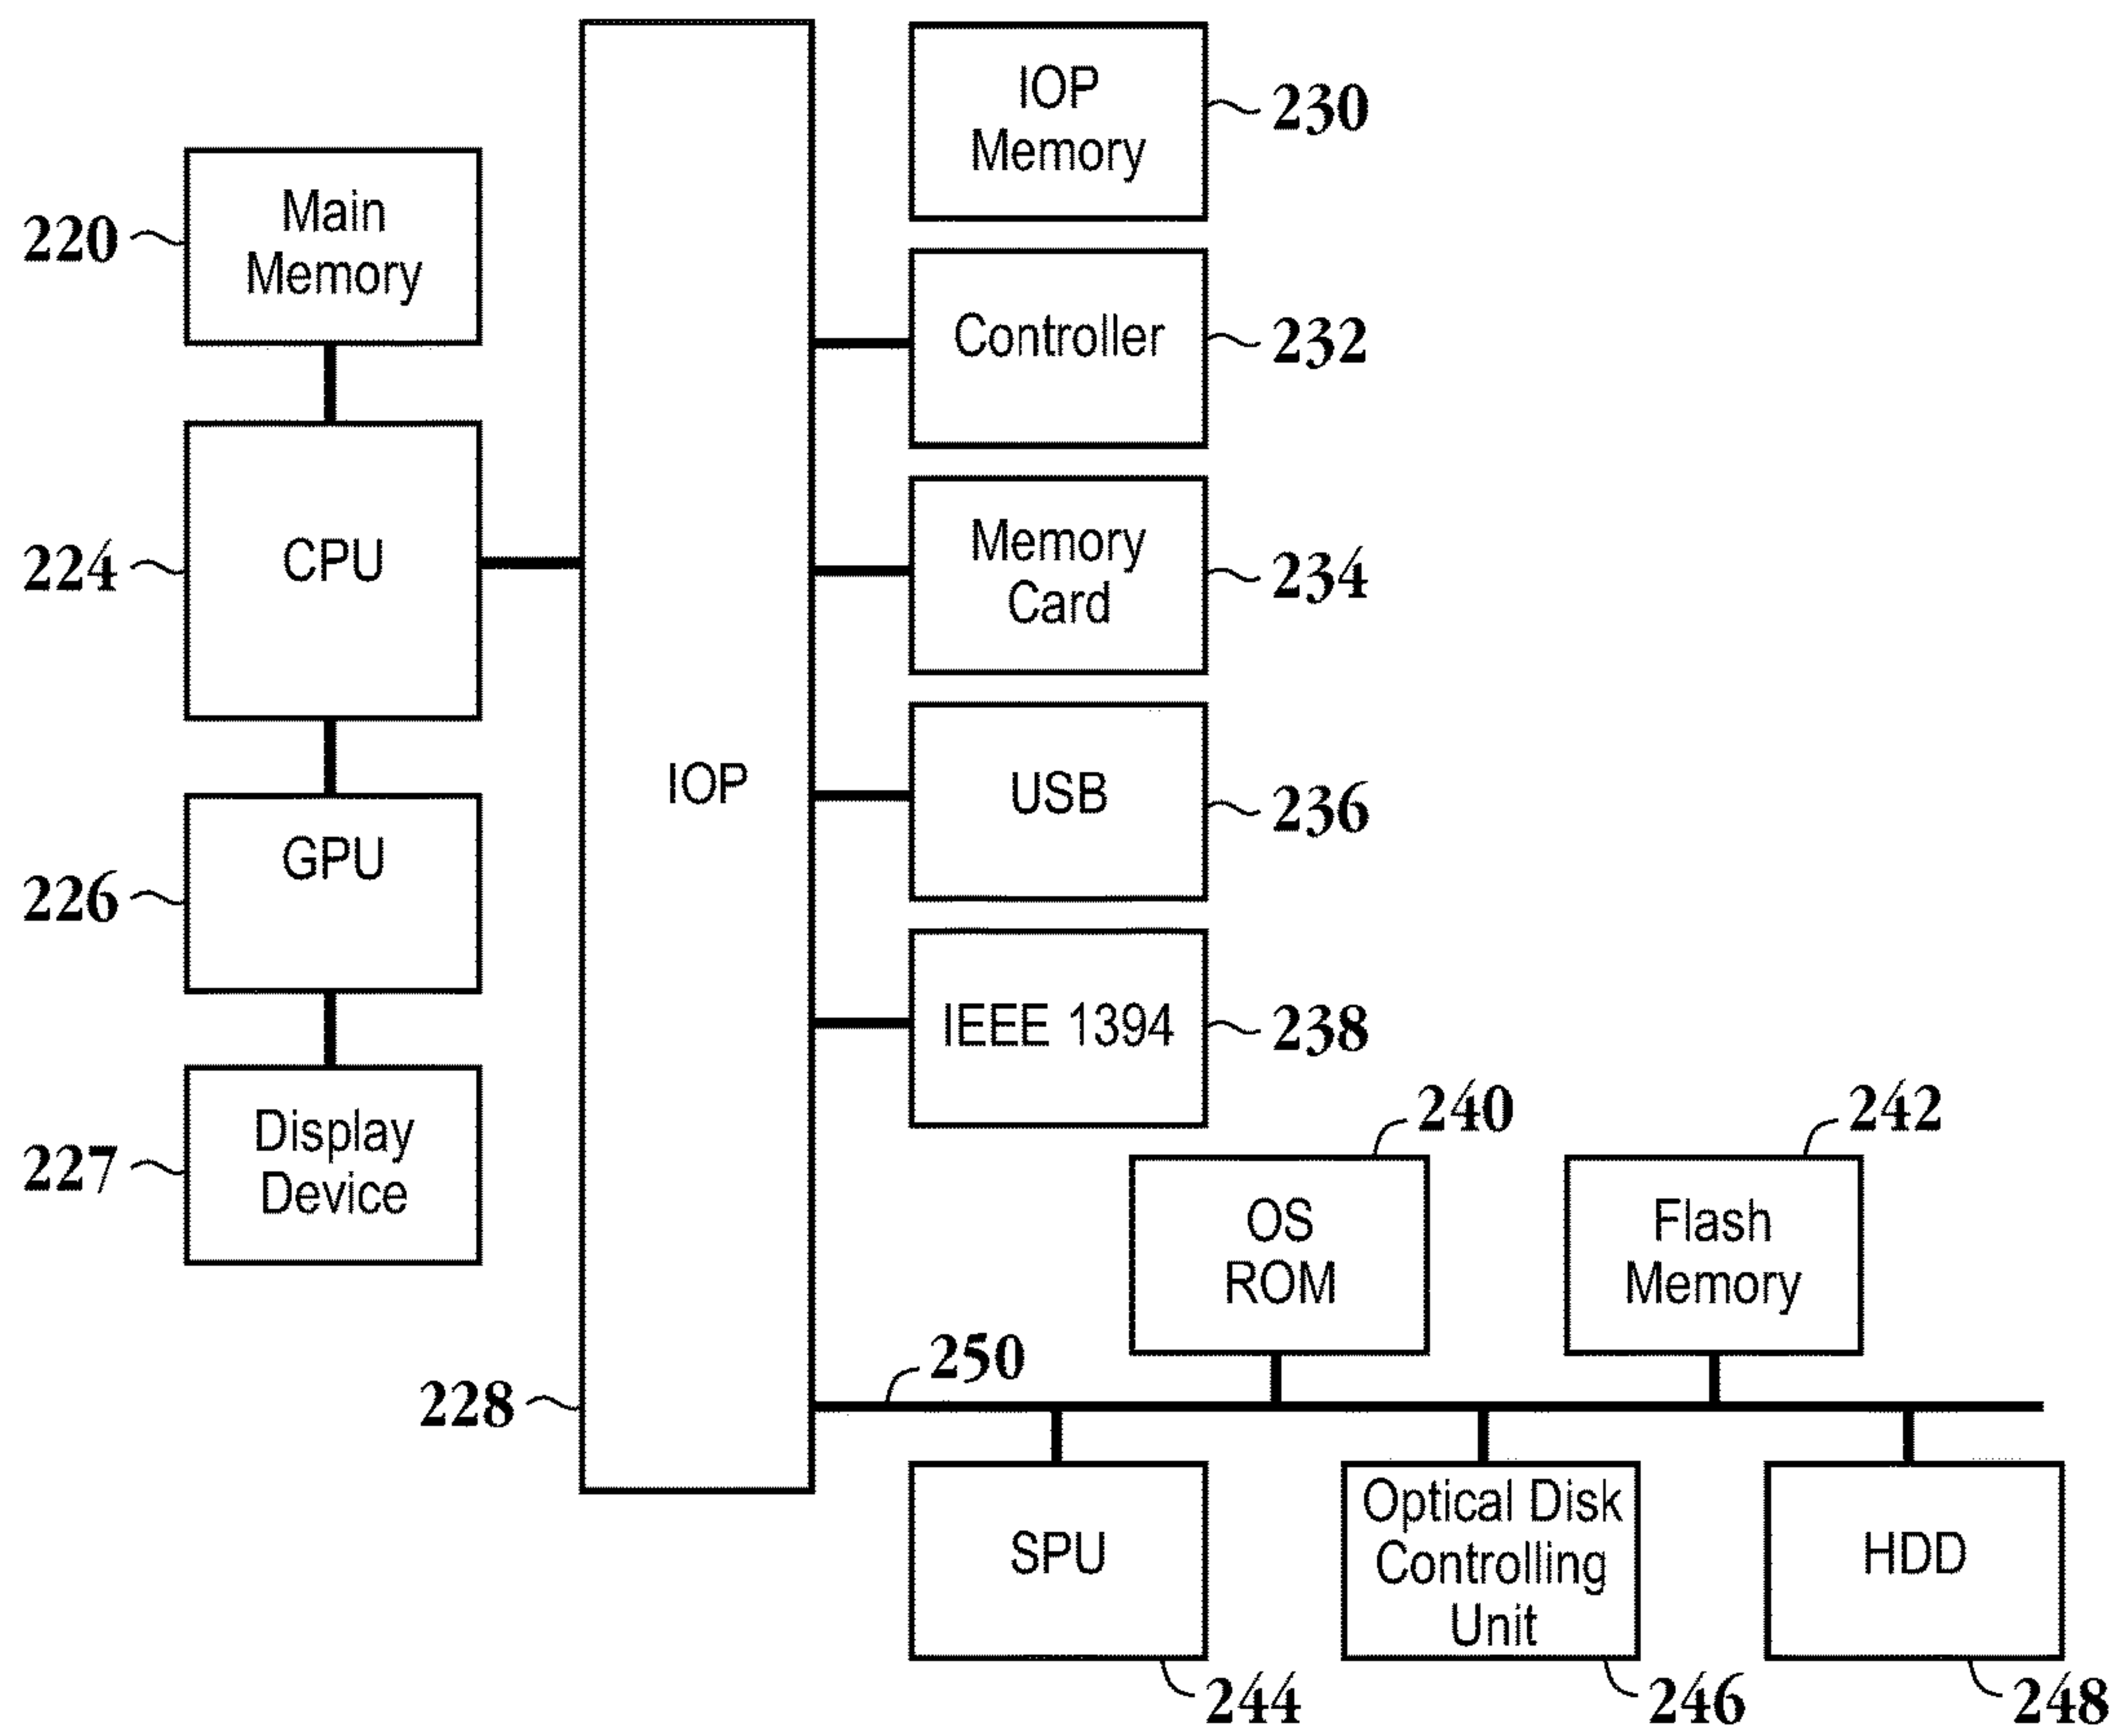 IOP
Memory
230
Main
Memory
220
Controller
232
CPU
224
Memory
Card
234
IOP
USB
236
GPU
226
IEEE 1394
238
Display
Device
227
240
242
OS
ROM
Flash
Memory
250
228
SPU
Optical Disk
Controlling
Unit
HDD
244
246
248